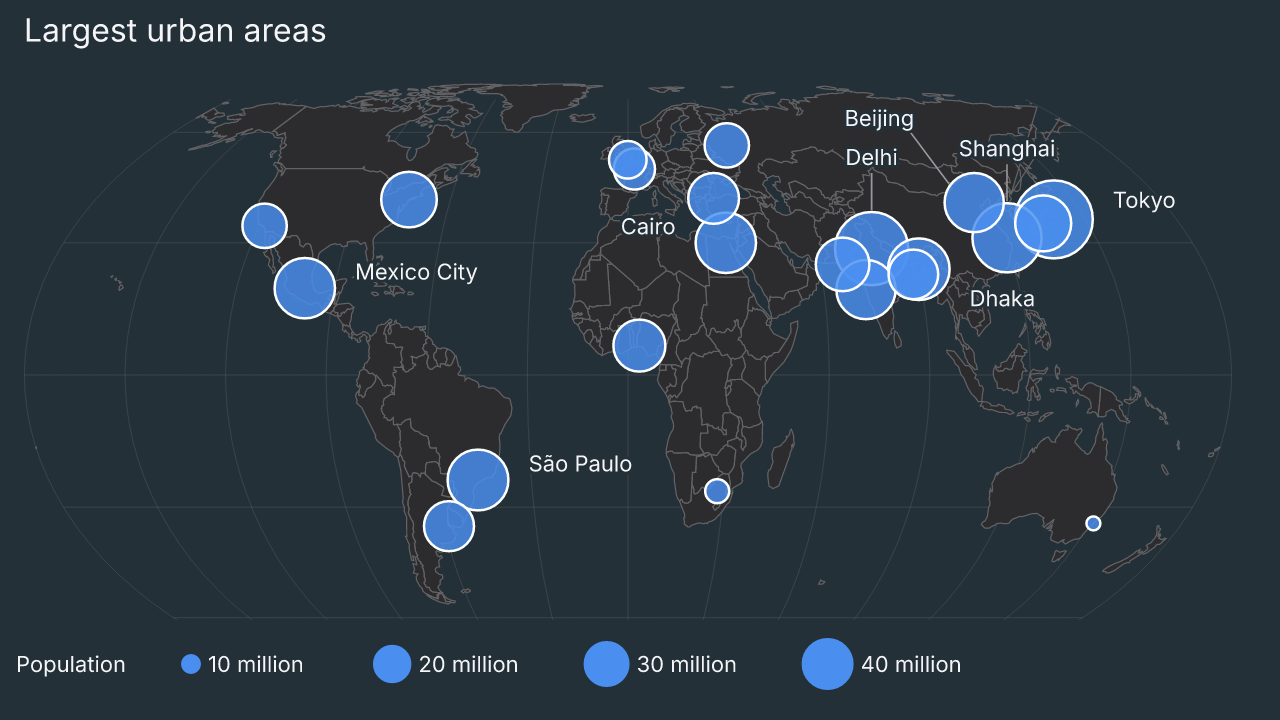 Largest urban areas
Beijing
Delhi
Shanghai
Tokyo
Cairo
Mexico City
Dhaka
São Paulo
Population
10 million
20 million
30 million
40 million